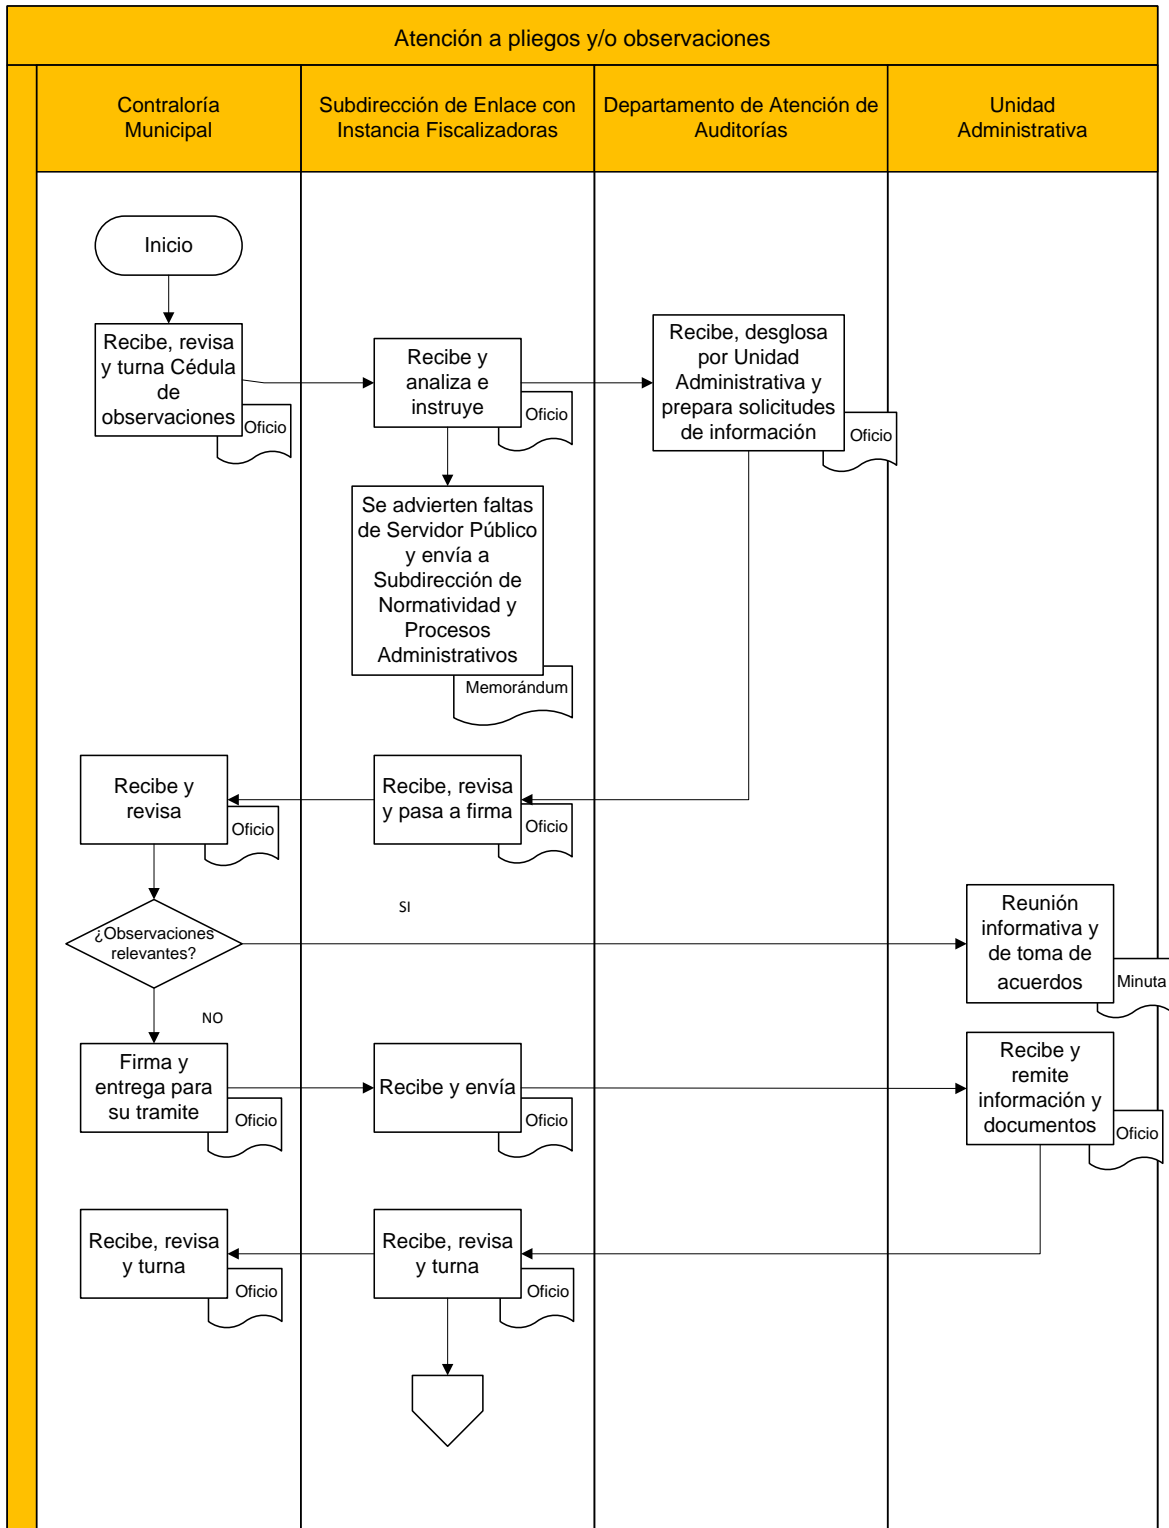 Atención a pliegos y/o observaciones
Contraloría
Municipal
Subdirección de Enlace con
Instancia Fiscalizadoras
Departamento de Atención de
Auditorías
Unidad
Administrativa
Inicio
Recibe, revisa
y turna Cédula
de
observaciones
Oficio
Recibe y
analiza e
instruye
Oficio
Recibe, desglosa
por Unidad
Administrativa y
prepara solicitudes
de información
Oficio
Se advierten faltas
de Servidor Público
y envía a
Subdirección de
Normatividad y
Procesos
Administrativos
Memorándum
Recibe y
revisa
Oficio
Recibe, revisa
y pasa a firma
Oficio
¿Observaciones
relevantes?
SI
Reunión
informativa y
de toma de
acuerdos
Minuta
NO
Firma y
entrega para
su tramite
Oficio
Recibe y envía
Oficio
Recibe y
remite
información y
documentos
Oficio
Recibe, revisa
y turna
Oficio
Recibe, revisa
y turna
Oficio